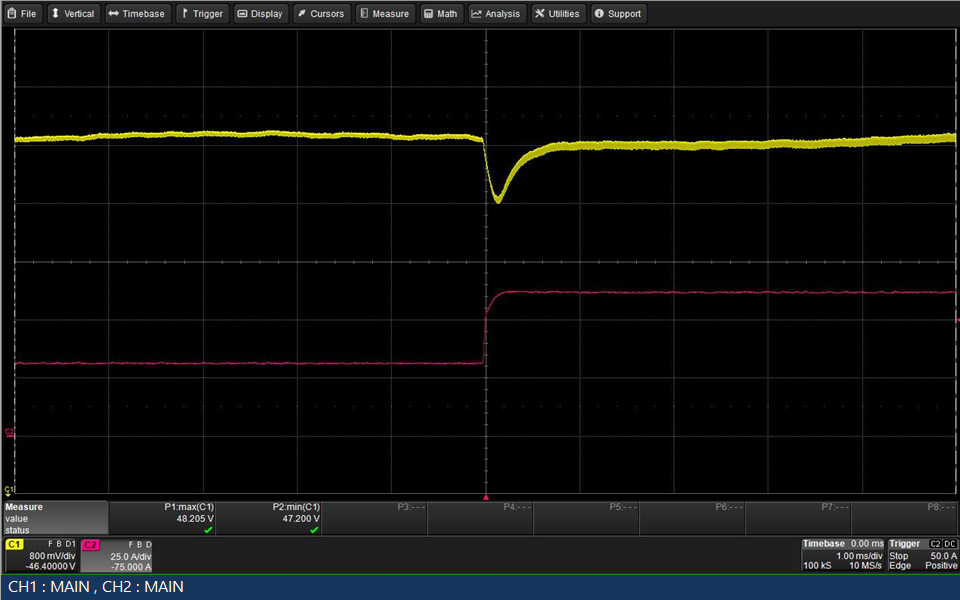 File Vertical Timebase Trigger Display Cursors Measure Math Analysis Utilities Support
C2
C1
Measure P1:max(C1) P2:min(C1) P3:--- P4:--- P5:--- P6:--- P7:--- P8:---
value 48.205 V 47.200 V
status
C1 F B D1 C2 F B D Timebase 0.00 ms Trigger C2 DC
800 mV/div 25.0 A/div 1.00 ms/div Stop 50.0 A
-46.40000 V -75.000 A 100 kS 10 MS/s Edge Positive
CH1 : MAIN , CH2 : MAIN